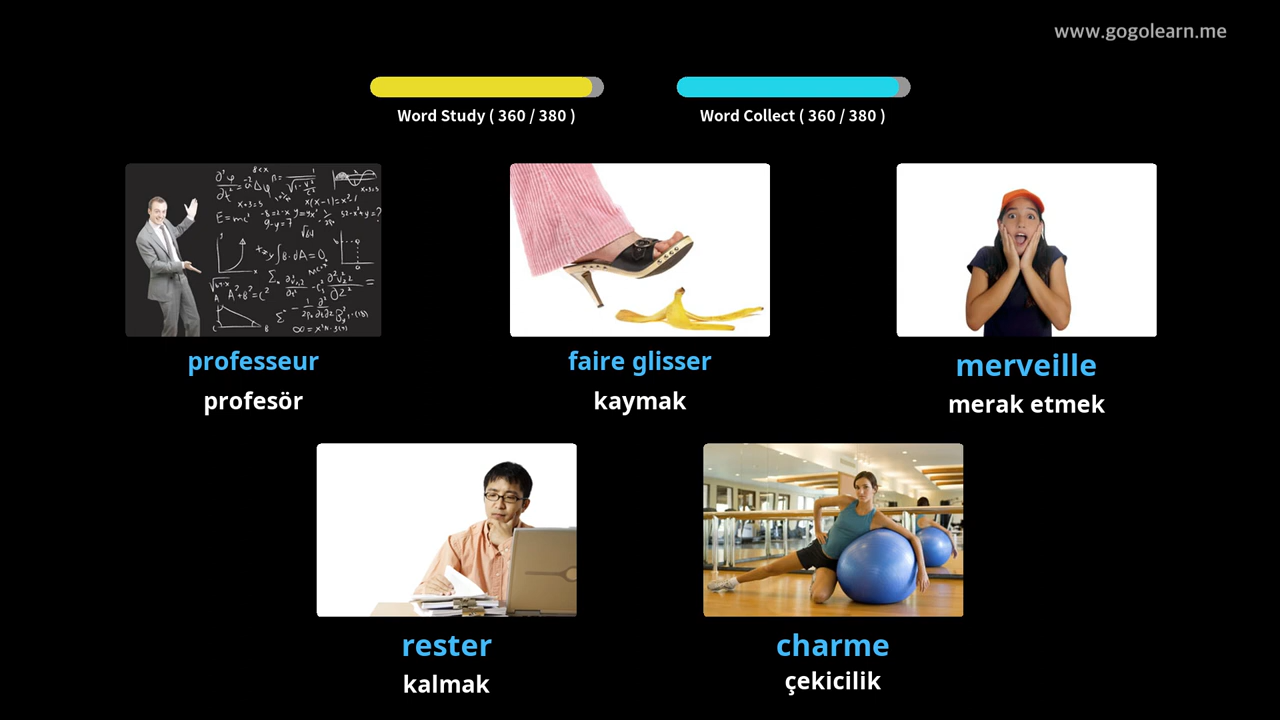 www.gogolearn.me
Word Study ( 360 / 380 )
Word Collect ( 360 / 380 )
professeur
profesör
faire glisser
kaymak
merveille
merak etmek
rester
kalmak
charme
çekicilik